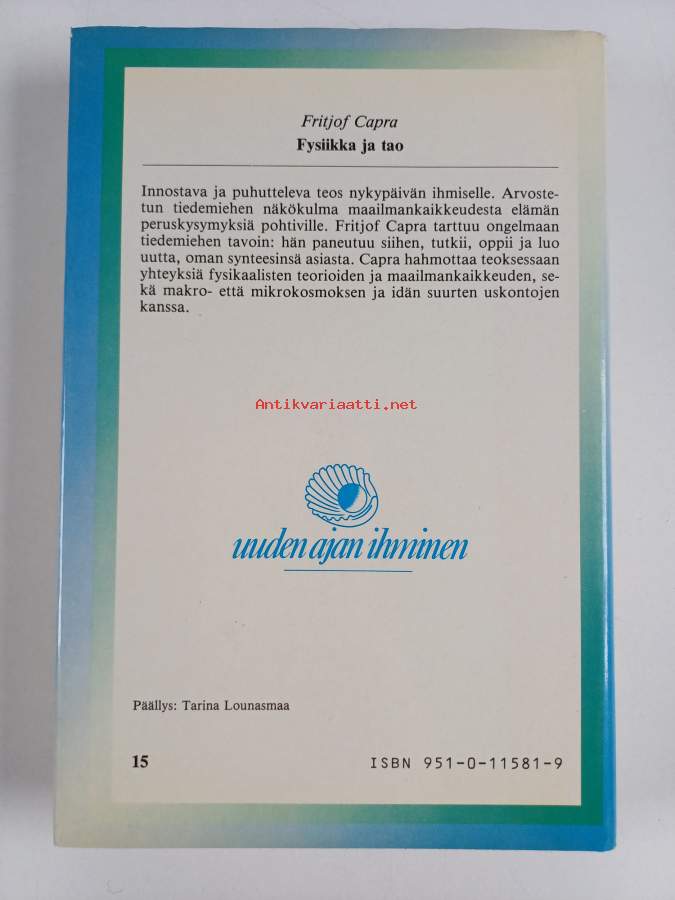 Fritjof Capra
Fysiikka ja tao
Innostava ja puhutteleva teos nykypäivän ihmiselle. Arvoste-
tun tiedemiehen näkökulma maailmankaikkeudesta elämän
peruskysymyksiä pohtiville. Fritjof Capra tarttuu ongelmaan
tiedemiehen tavoin: hän paneutuu siihen, tutkii, oppii ja luo
uutta, oman synteesinsä asiasta. Capra hahmottaa teoksessaan
yhteyksiä fysikaalisten teorioiden ja maailmankaikkeuden, se-
kä makro- että mikrokosmoksen ja idän suurten uskontojen
kanssa.
Antikvariaatti.net
uuden ajan ihminen
Päällys: Tarina Lounasmaa
15 ISBN 951-0-11581-9